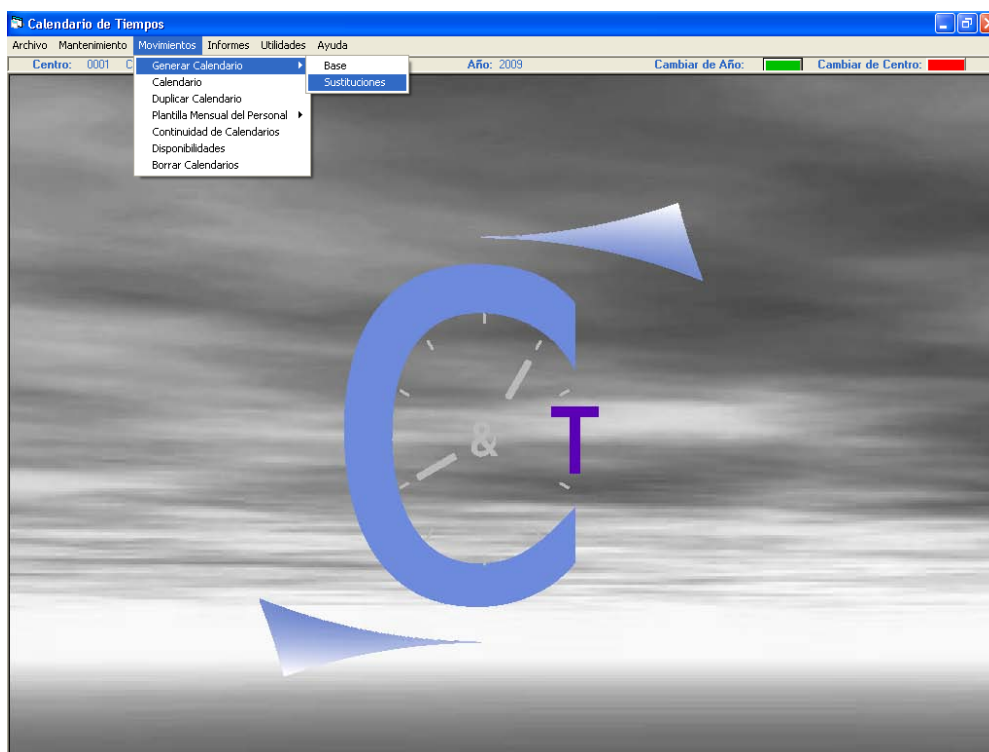 Calendario de Tiempos
Archivo Mantenimiento Movimientos Informes Utilidades Ayuda
Centro: 0001 C Año: 2009 Cambiar de Año: Cambiar de Centro:
Generar Calendario
Calendario
Duplicar Calendario
Plantilla Mensual del Personal
Continuidad de Calendarios
Disponibilidades
Borrar Calendarios
Base
Sustituciones
C & T